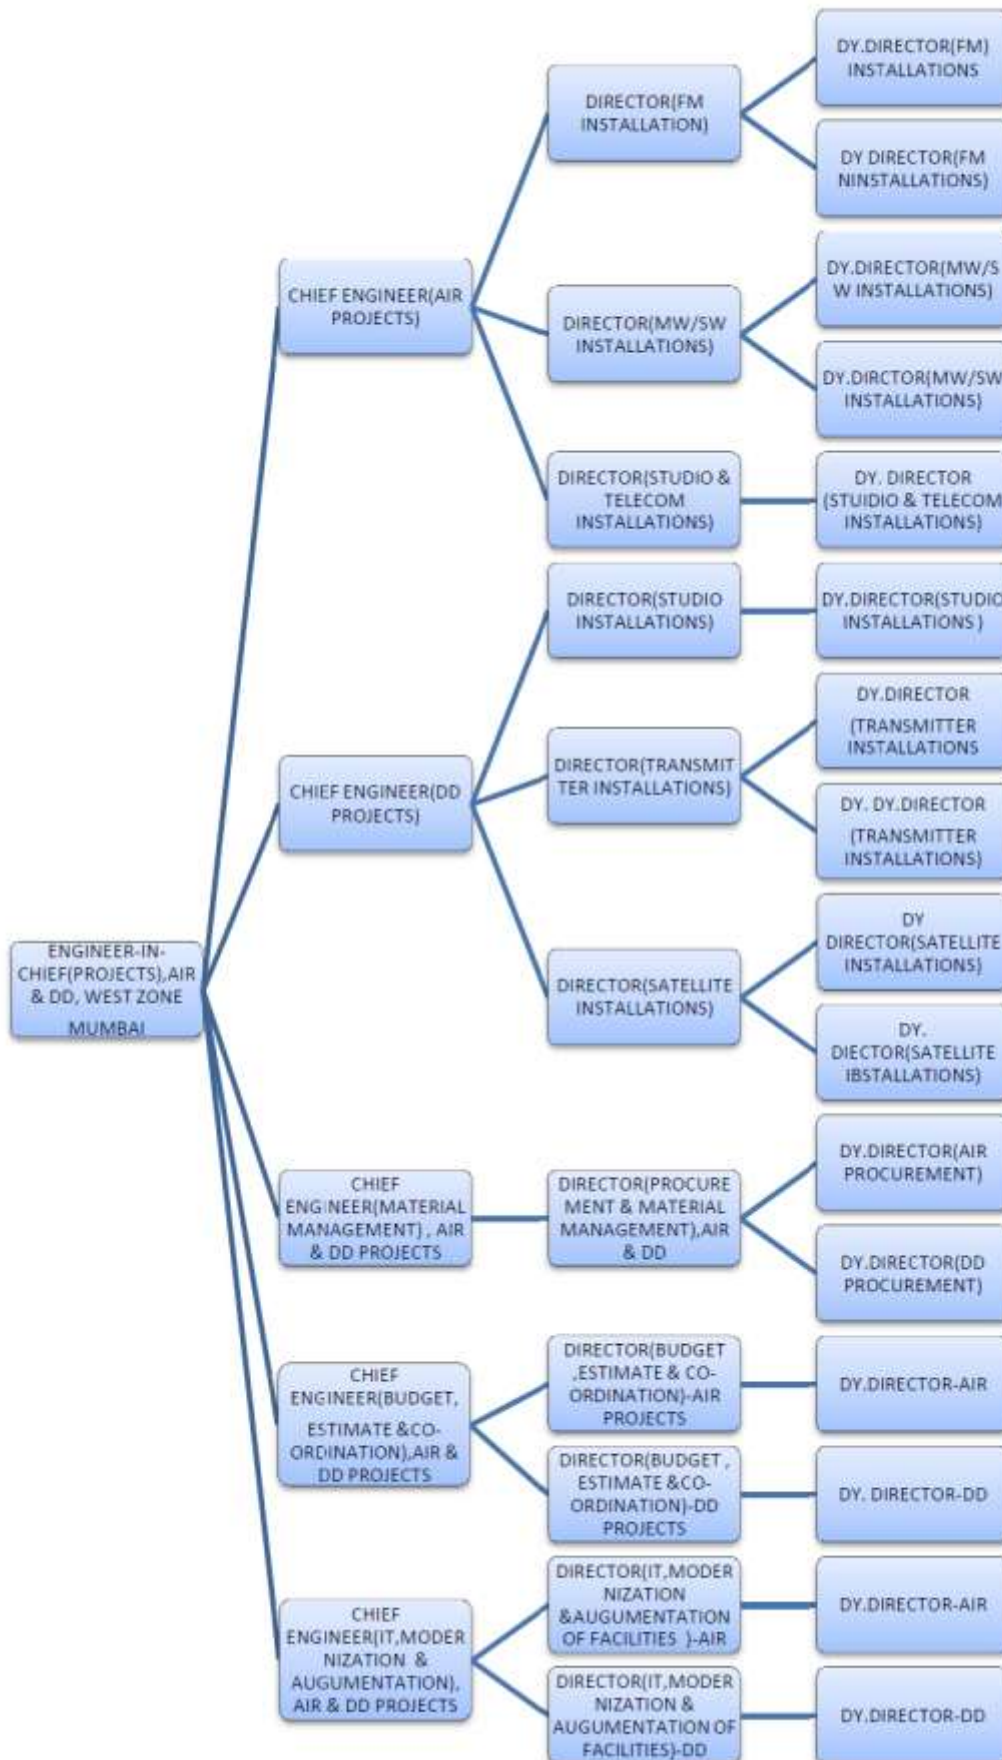 DY.DIRECTOR(FM)
INSTALLATIONS
DIRECTOR(FM
INSTALLATION)
DY DIRECTOR(FM
NINSTALLATIONS)
CHIEF ENGINEER(AIR
PROJECTS)
DY.DIRECTOR(MW/S
W INSTALLATIONS)
DIRECTOR(MW/SW
INSTALLATIONS)
DY.DIRCTOR(MW/SW
INSTALLATIONS)
DIRECTOR(STUDIO &
TELECOM
INSTALLATIONS)
DY. DIRECTOR
(STUIDIO & TELECOM
INSTALLATIONS)
DIRECTOR(STUDIO
INSTALLATIONS)
DY.DIRECTOR(STUDIO
INSTALLATIONS )
CHIEF ENGINEER(DD
PROJECTS)
DIRECTOR(TRANSMIT
TER INSTALLATIONS)
DY.DIRECTOR
(TRANSMITTER
INSTALLATIONS
DY. DY.DIRECTOR
(TRANSMITTER
INSTALLATIONS)
ENGINEER-IN-
CHIEF(PROJECTS),AIR
& DD, WEST ZONE
MUMBAI
DIRECTOR(SATELLITE
INSTALLATIONS)
DY
DIRECTOR(SATELLITE
INSTALLATIONS)
DY.
DIECTOR(SATELLITE
IBSTALLATIONS)
CHIEF
ENGINEER(MATERIAL
MANAGEMENT) , AIR
& DD PROJECTS
DIRECTOR(PROCURE
MENT & MATERIAL
MANAGEMENT),AIR
& DD
DY.DIRECTOR(AIR
PROCUREMENT)
DY.DIRECTOR(DD
PROCUREMENT)
CHIEF
ENGINEER(BUDGET,
ESTIMATE &CO-
ORDINATION),AIR &
DD PROJECTS
DIRECTOR(BUDGET
,ESTIMATE & CO-
ORDINATION)-AIR
PROJECTS
DY.DIRECTOR-AIR
DIRECTOR(BUDGET ,
ESTIMATE &CO-
ORDINATION)-DD
PROJECTS
DY. DIRECTOR-DD
CHIEF
ENGINEER(IT,MODER
NIZATION &
AUGUMENTATION),
AIR & DD PROJECTS
DIRECTOR(IT,MODER
NIZATION
&AUGUMENTATION
OF FACILITIES )-AIR
DY.DIRECTOR-AIR
DIRECTOR(IT,MODER
NIZATION &
AUGUMENTATION OF
FACILITIES)-DD
DY.DIRECTOR-DD